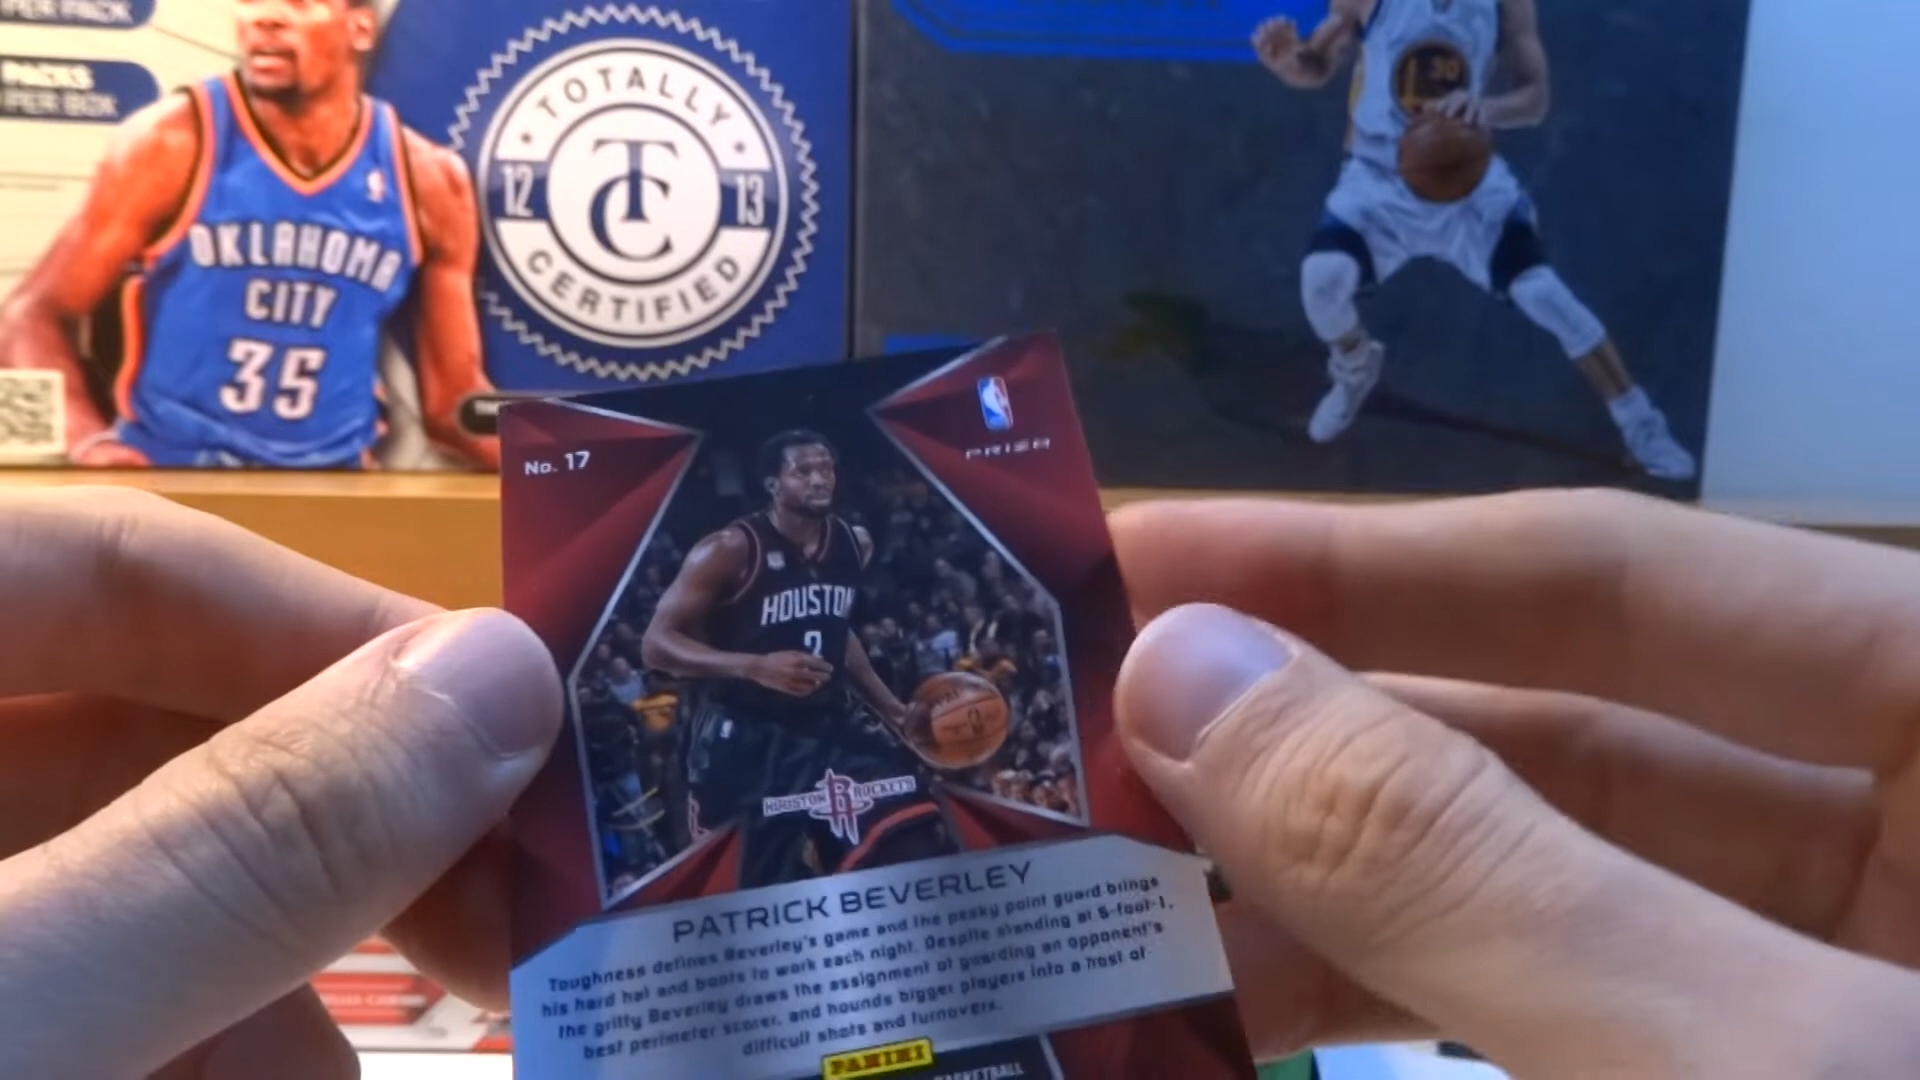 PER PACK
PACKS
PER BOX
TOTALLY
12 TC 13
CERTIFIED
OKLAHOMA
CITY
35
30
No. 17
PRIZM
HOUSTON
2
HOUSTON ROCKETS
PATRICK BEVERLEY
Toughness defines Beverley's game and the pesky point guard brings
his hard hat and boots to work each night. Despite standing at 6-foot-1,
the gritty Beverley draws the assignment of guarding an opponent's
best perimeter scorer, and hounds bigger players into a host of
difficult shots and turnovers.
PANINI
BASKETBALL